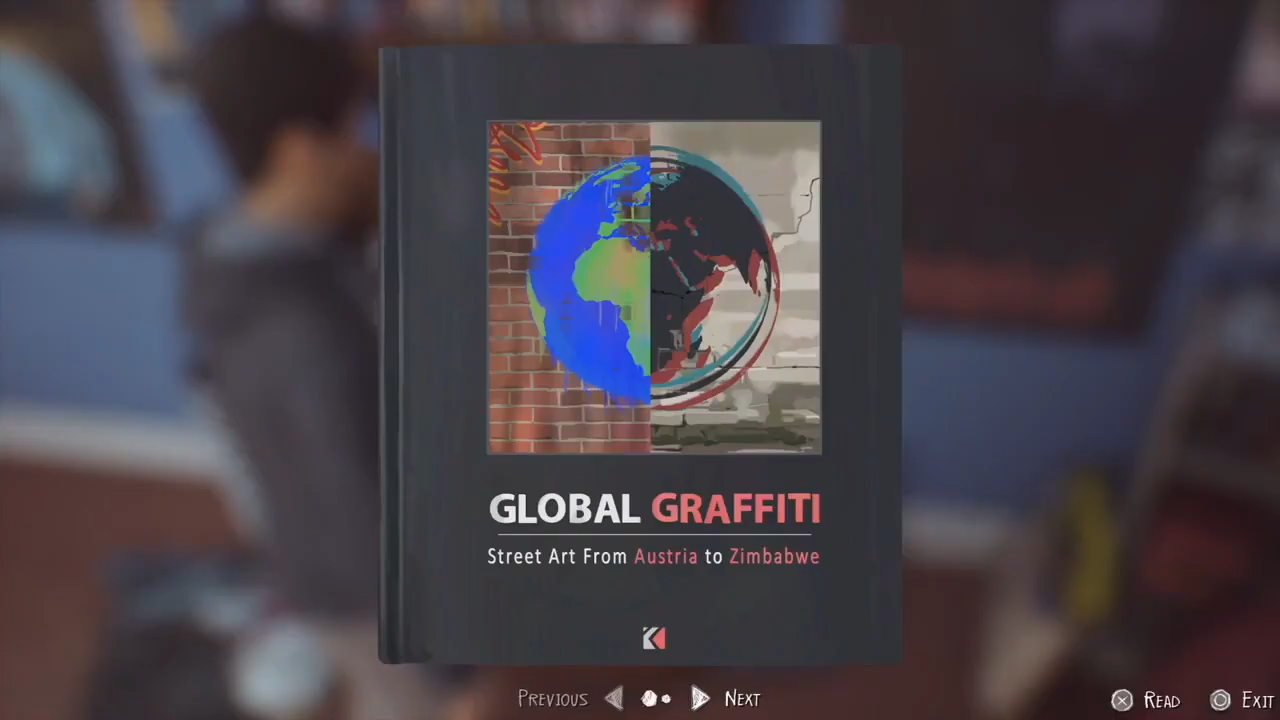 GLOBAL GRAFFITI
Street Art From Austria to Zimbabwe
PREVIOUS NEXT
READ EXIT